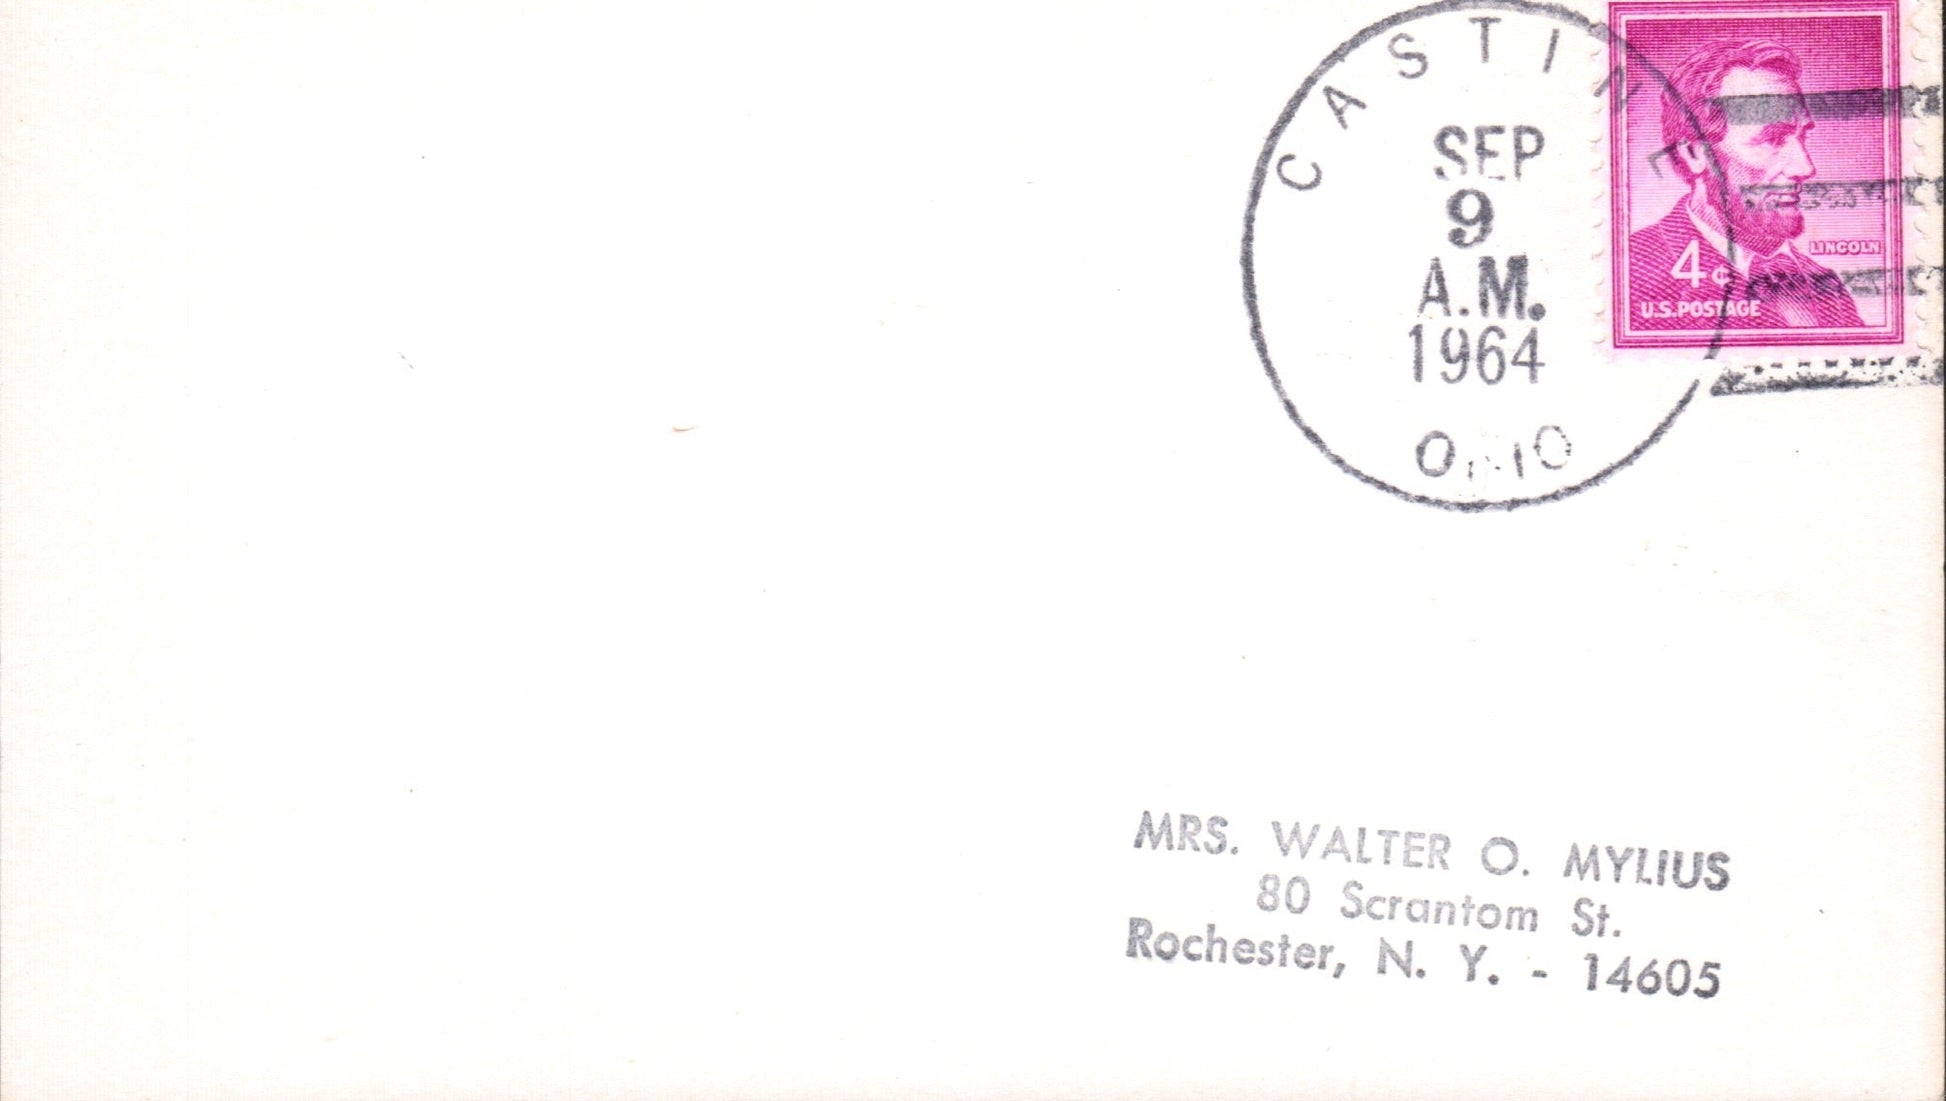 CASTINE
SEP
9
A.M.
1964
OHIO
LINCOLN
4¢
U.S. POSTAGE
MRS. WALTER O. MYLIUS
80 Scrantom St.
Rochester, N. Y. - 14605